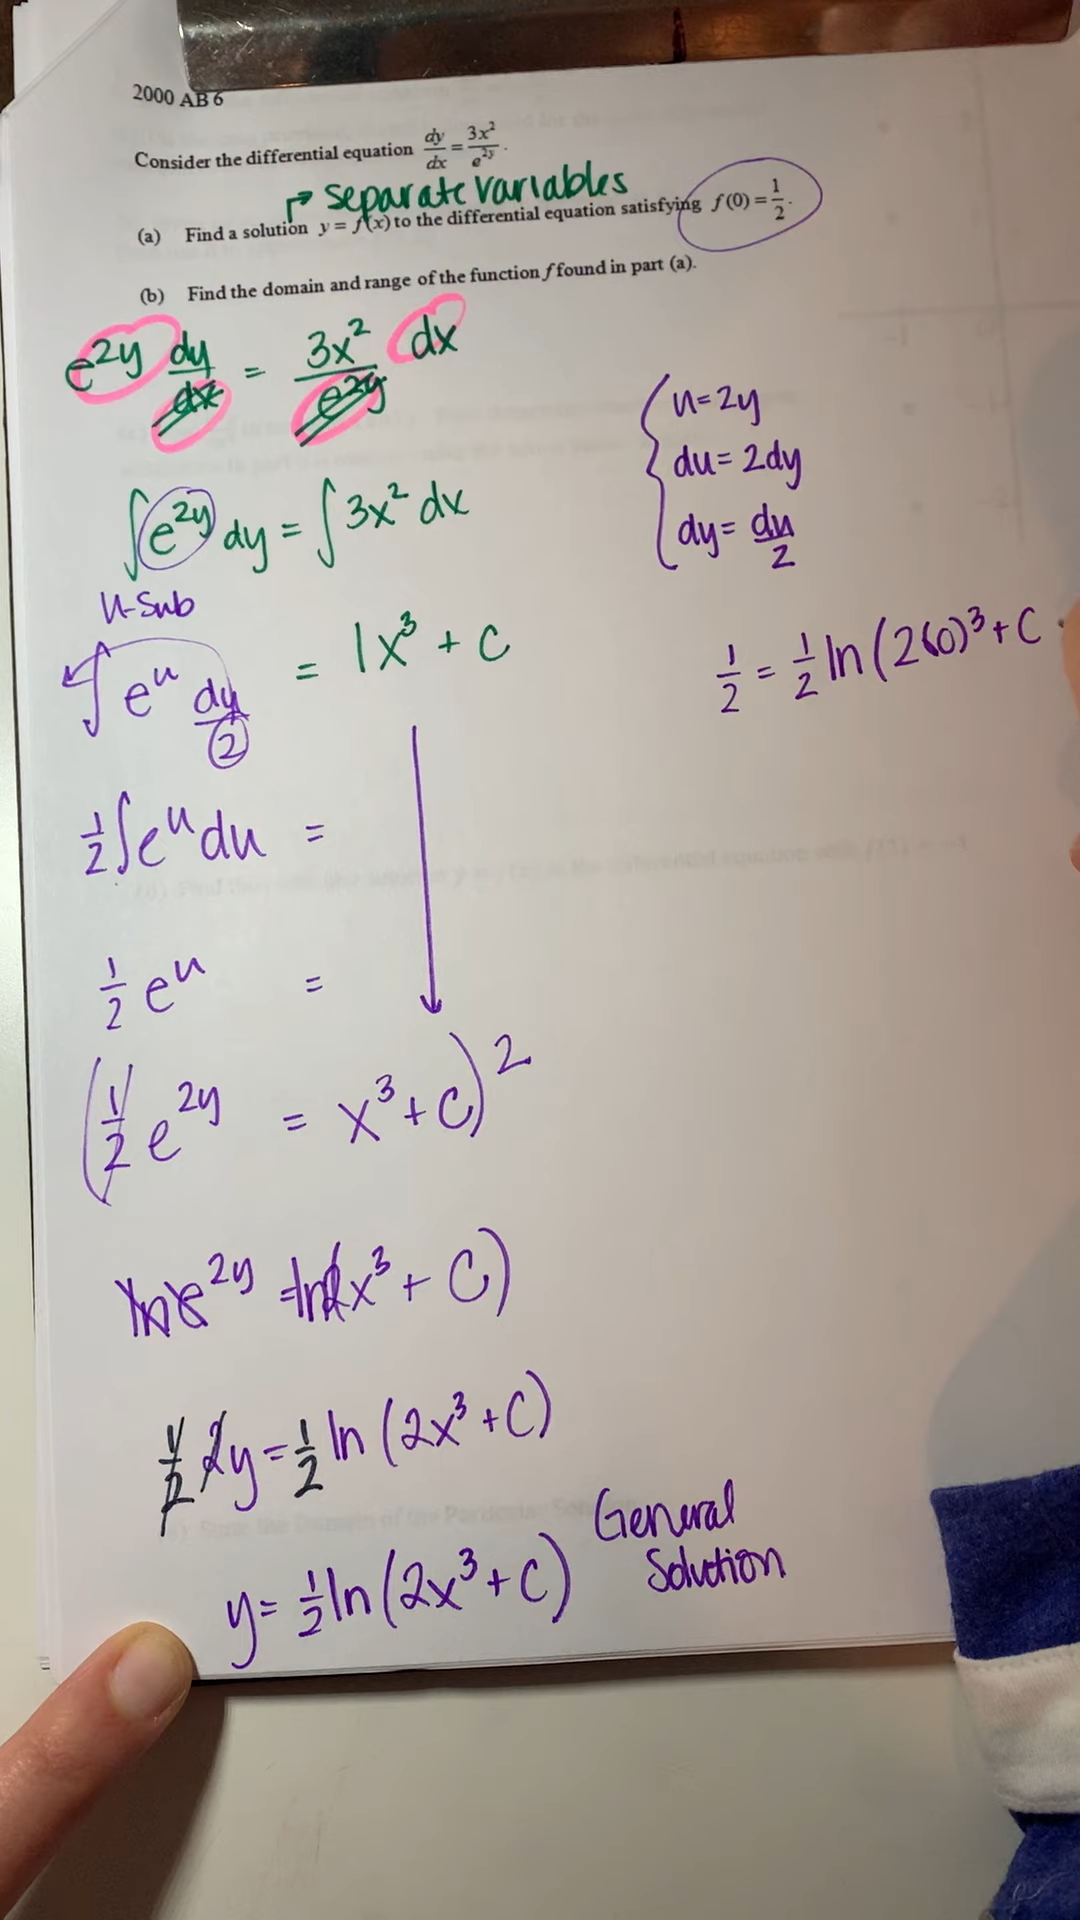 2000 AB 6
Consider the differential equation dy/dx = 3x²/e^{2y}.
↱ separate variables
(a) Find a solution y = f(x) to the differential equation satisfying f(0) = 1/2.
(b) Find the domain and range of the function f found in part (a).
e^{2y} dy/dx = 3x²/e^{2y} dx
∫e^{2y} dy = ∫3x² dx
u=2y
du=2dy
dy=du/2
u-sub
∫e^u dy/2 = 1x³ + C
1/2 = 1/2 ln(2(0)³+C
1/2 ∫e^u du =
1/2 e^u =
(1/2 e^{2y} = x³+C)2
ln e^{2y} = ln(2x³+C)
1/2 2y = 1/2 ln(2x³+C)
y = 1/2 ln(2x³+C) General Solution